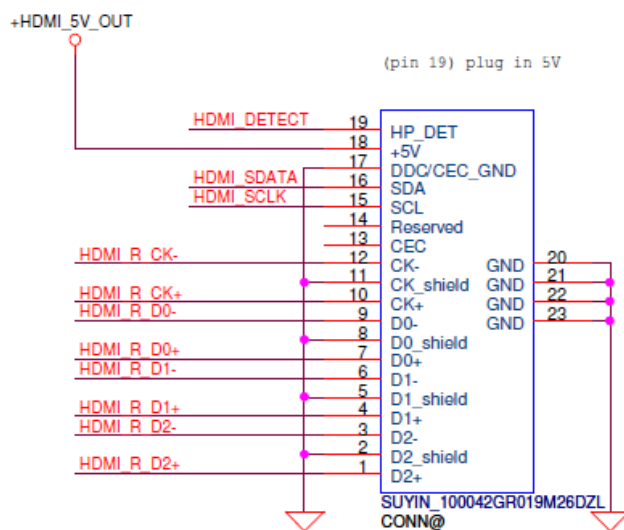 +HDMI_5V_OUT
(pin 19) plug in 5V
HDMI_DETECT 19 HP_DET
18 +5V
17 DDC/CEC_GND
HDMI_SDATA 16 SDA
HDMI_SCLK 15 SCL
14 Reserved
13 CEC
HDMI_R_CK- 12 CK- GND 20
11 CK_shield GND 21
HDMI_R_CK+ 10 CK+ GND 22
HDMI_R_D0- 9 D0- GND 23
8 D0_shield
HDMI_R_D0+ 7 D0+
HDMI_R_D1- 6 D1-
5 D1_shield
HDMI_R_D1+ 4 D1+
HDMI_R_D2- 3 D2-
2 D2_shield
HDMI_R_D2+ 1 D2+
SUYIN_100042GR019M26DZL
CONN@